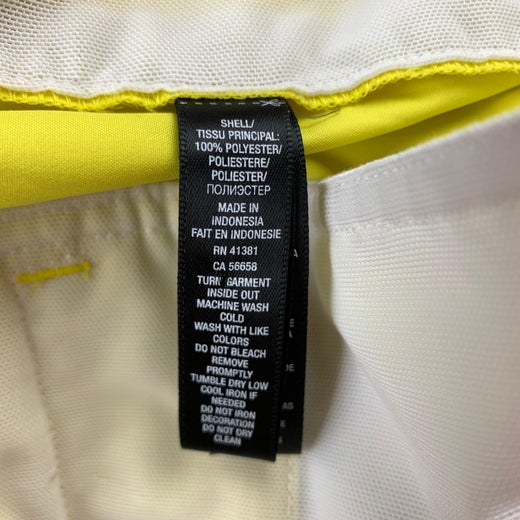 SHELL/
TISSU PRINCIPAL:
100% POLYESTER/
POLIESTERE/
POLIESTER/
ПОЛИЭСТЕР
MADE IN
INDONESIA
FAIT EN INDONESIE
RN 41381
CA 56658
TURN GARMENT
INSIDE OUT
MACHINE WASH
COLD
WASH WITH LIKE
COLORS
DO NOT BLEACH
REMOVE
PROMPTLY
TUMBLE DRY LOW
COOL IRON IF
NEEDED
DO NOT IRON
DECORATION
DO NOT DRY
CLEAN